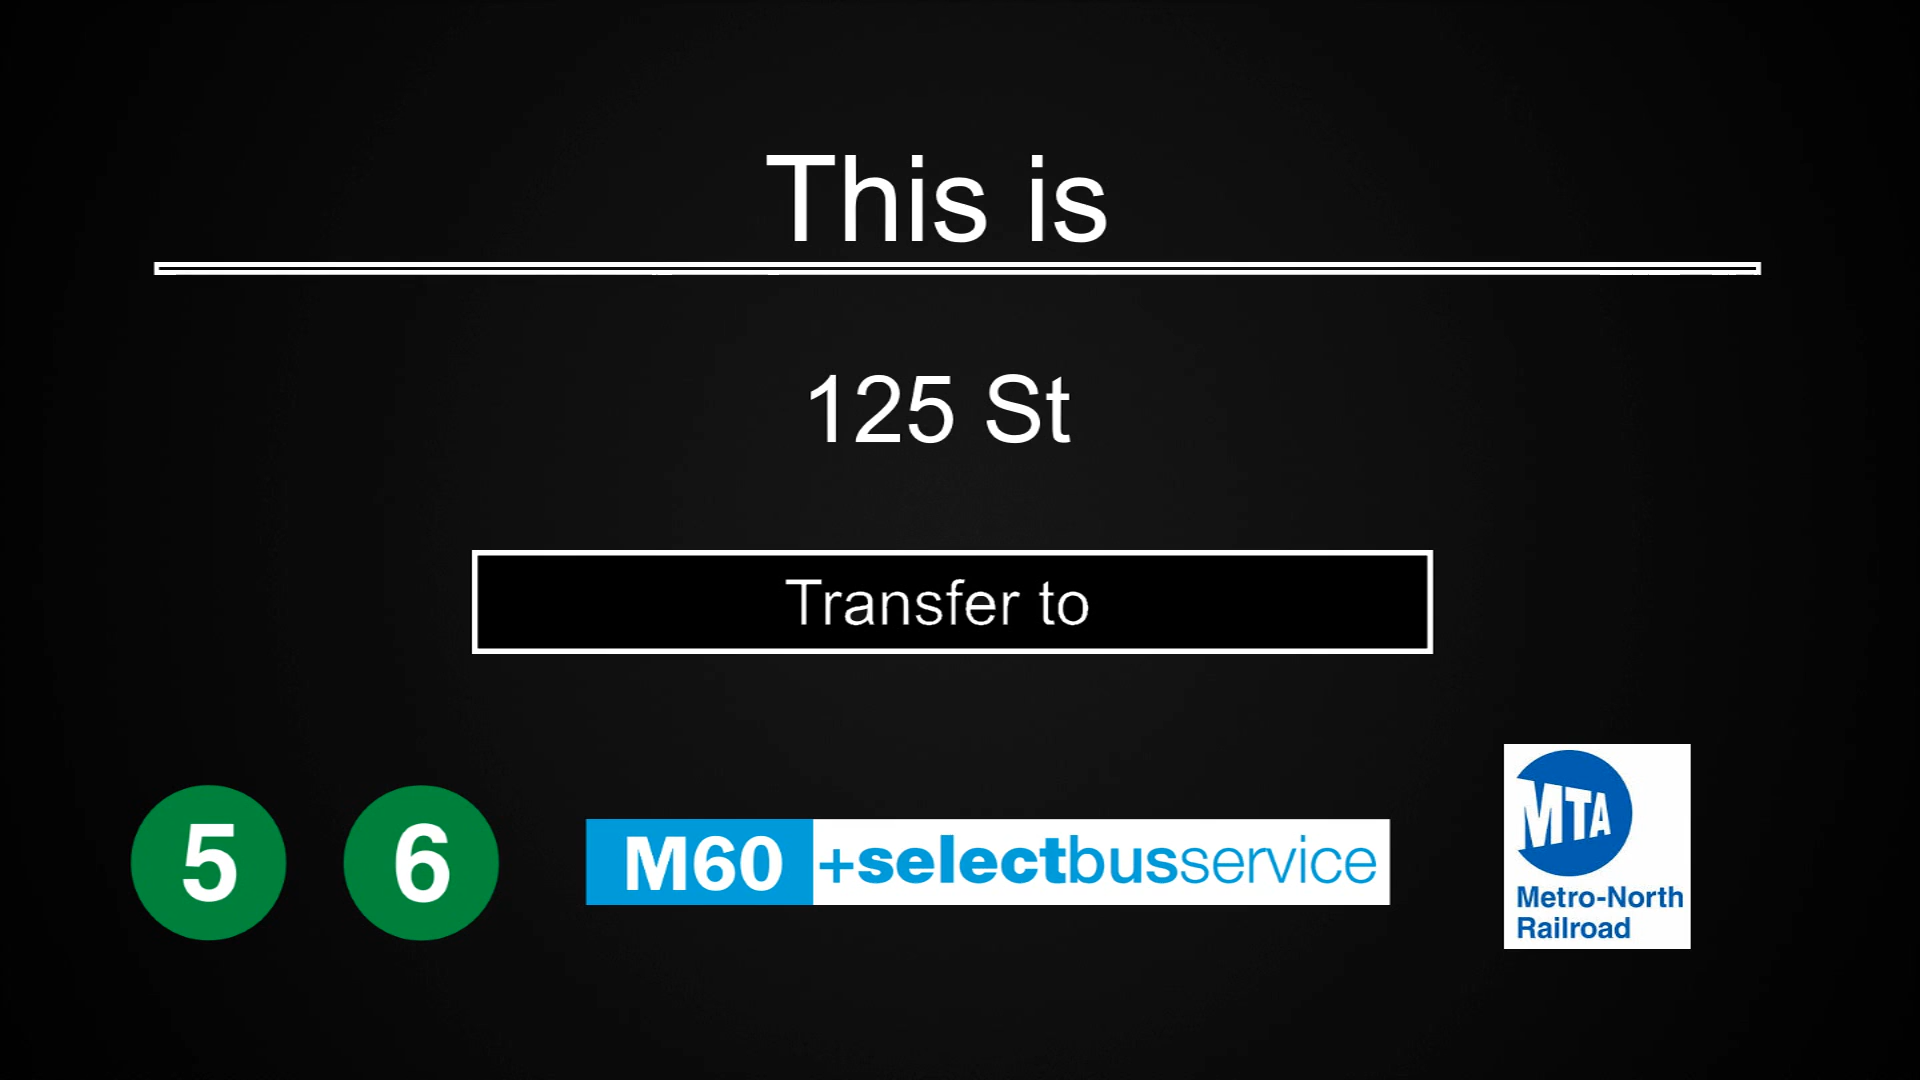 This is
125 St
Transfer to
5 6 M60 +selectbusservice
MTA
Metro-North
Railroad